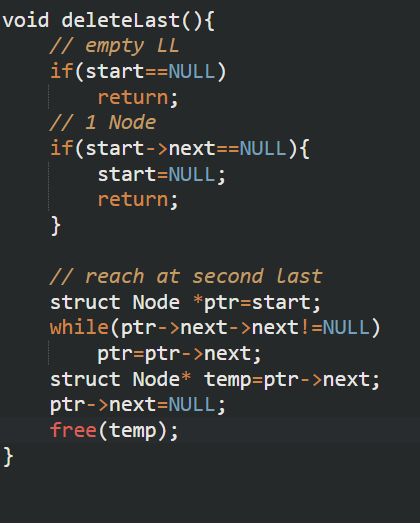 void deleteLast(){
    // empty LL
    if(start==NULL)
        return;
    // 1 Node
    if(start->next==NULL){
        start=NULL;
        return;
    }
    // reach at second last
    struct Node *ptr=start;
    while(ptr->next->next!=NULL)
        ptr=ptr->next;
    struct Node* temp=ptr->next;
    ptr->next=NULL;
    free(temp);
}